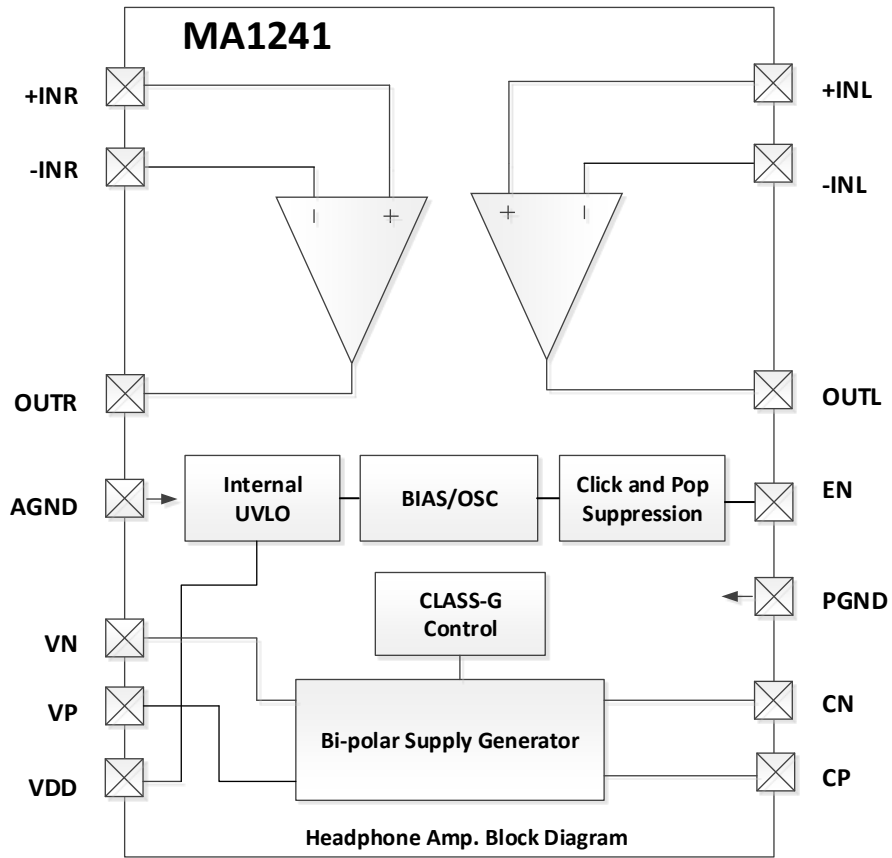 MA1241
+INR
+INL
-INR
-INL
− +
+ −
OUTR
OUTL
AGND
Internal
UVLO
BIAS/OSC
Click and Pop
Suppression
EN
CLASS-G
Control
PGND
VN
VP
VDD
Bi-polar Supply Generator
CN
CP
Headphone Amp. Block Diagram